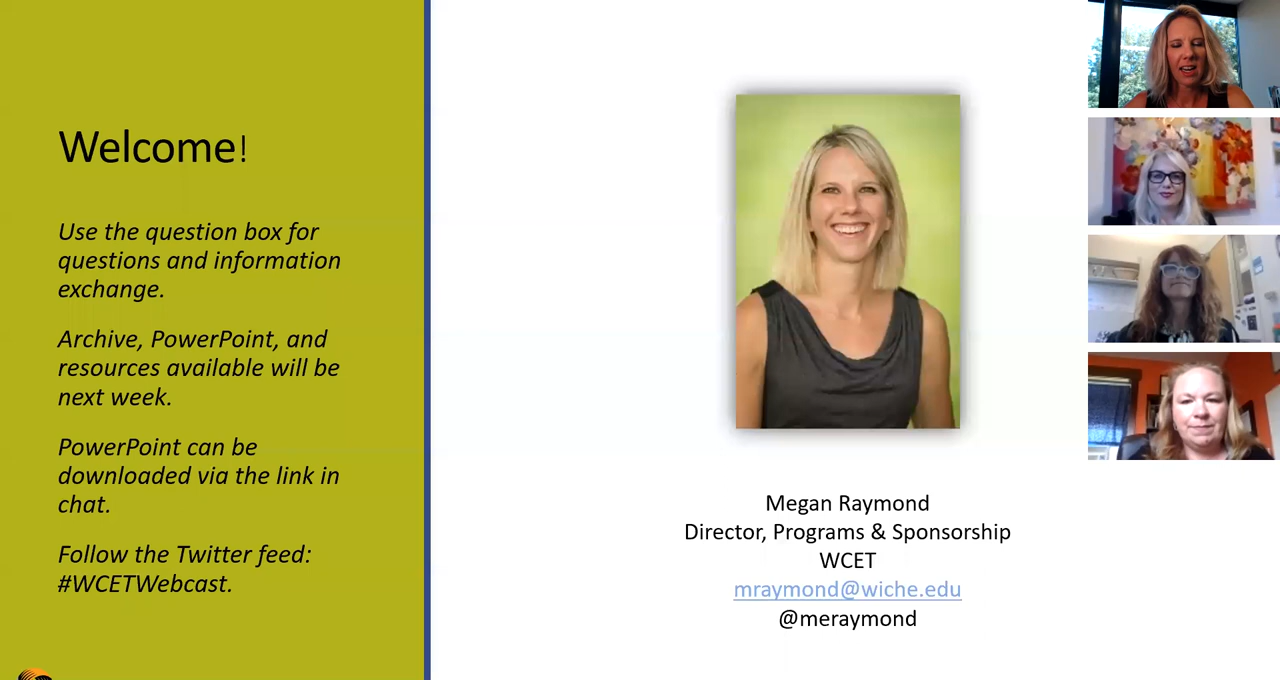 Welcome!
Use the question box for
questions and information
exchange.
Archive, PowerPoint, and
resources available will be
next week.
PowerPoint can be
downloaded via the link in
chat.
Follow the Twitter feed:
#WCETWebcast.
Megan Raymond
Director, Programs & Sponsorship
WCET
mraymond@wiche.edu
@meraymond